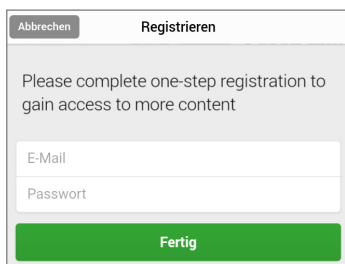 Abbrechen Registrieren
Please complete one-step registration to
gain access to more content
E-Mail
Passwort
Fertig